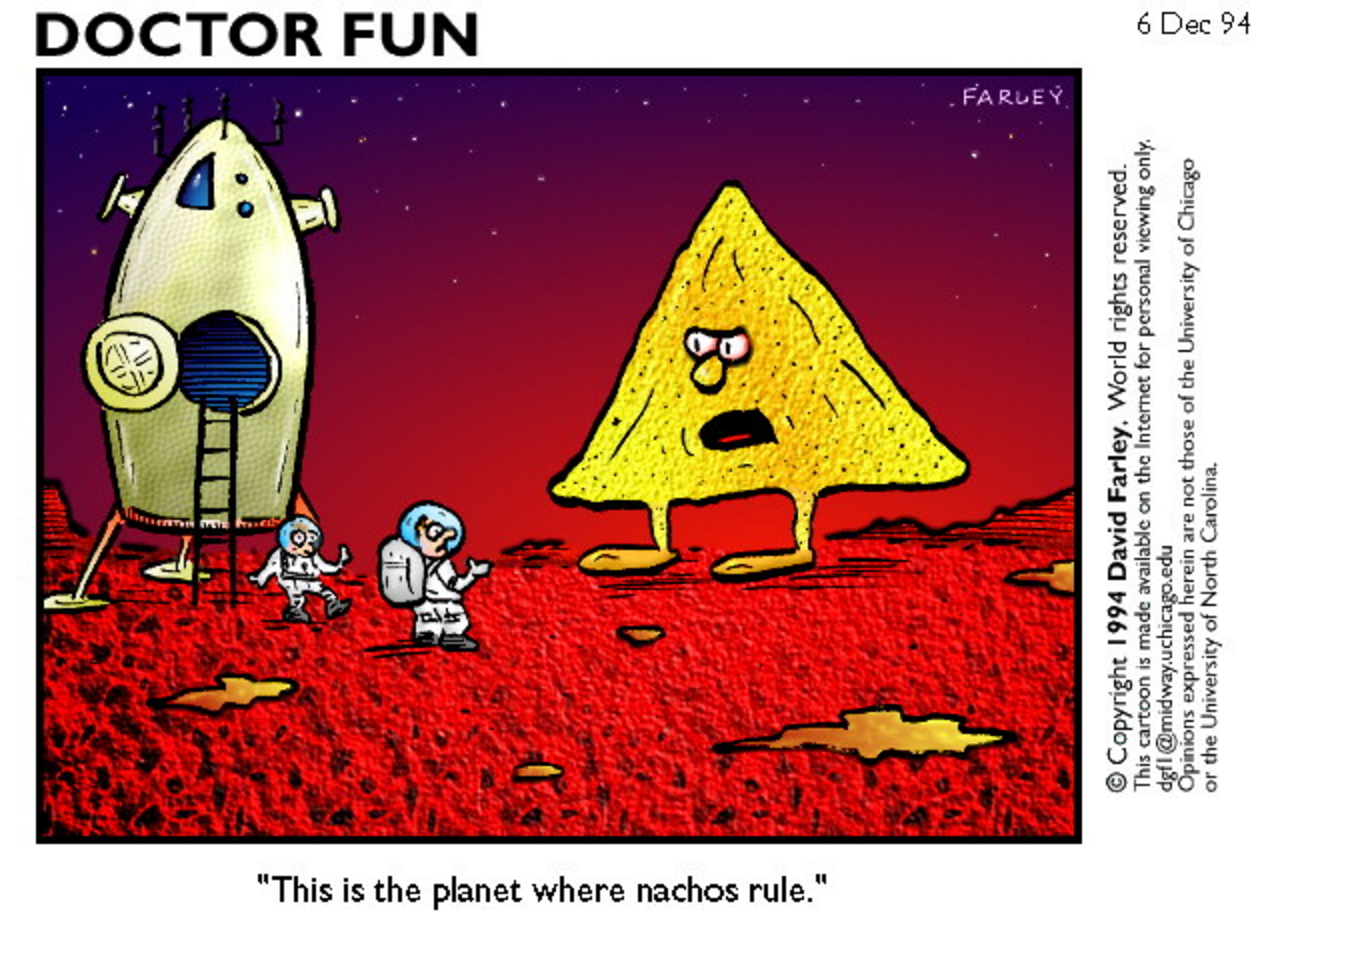 DOCTOR FUN
6 Dec 94
FARLEY
© Copyright 1994 David Farley. World rights reserved.
This cartoon is made available on the Internet for personal viewing only.
dgf1@midway.uchicago.edu
Opinions expressed herein are not those of the University of Chicago
or the University of North Carolina.
"This is the planet where nachos rule."